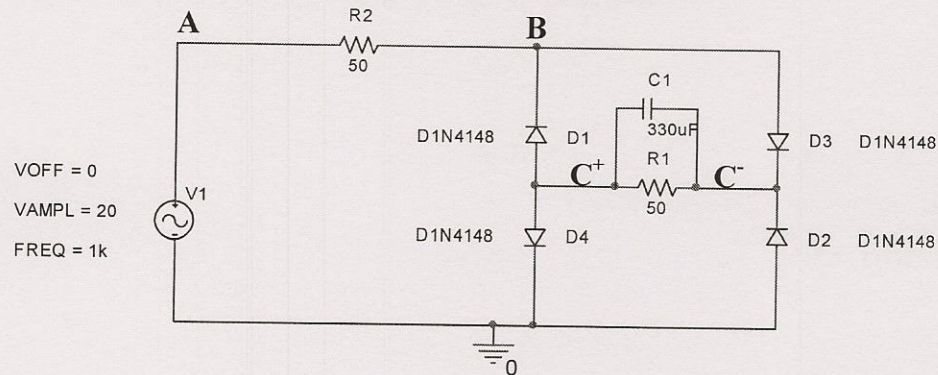 A
R2
B
50
C1
330uF
D1N4148
D1
D3
D1N4148
R1
C+
C-
50
VOFF = 0
V1
VAMPL = 20
FREQ = 1k
D1N4148
D4
D2
D1N4148
0